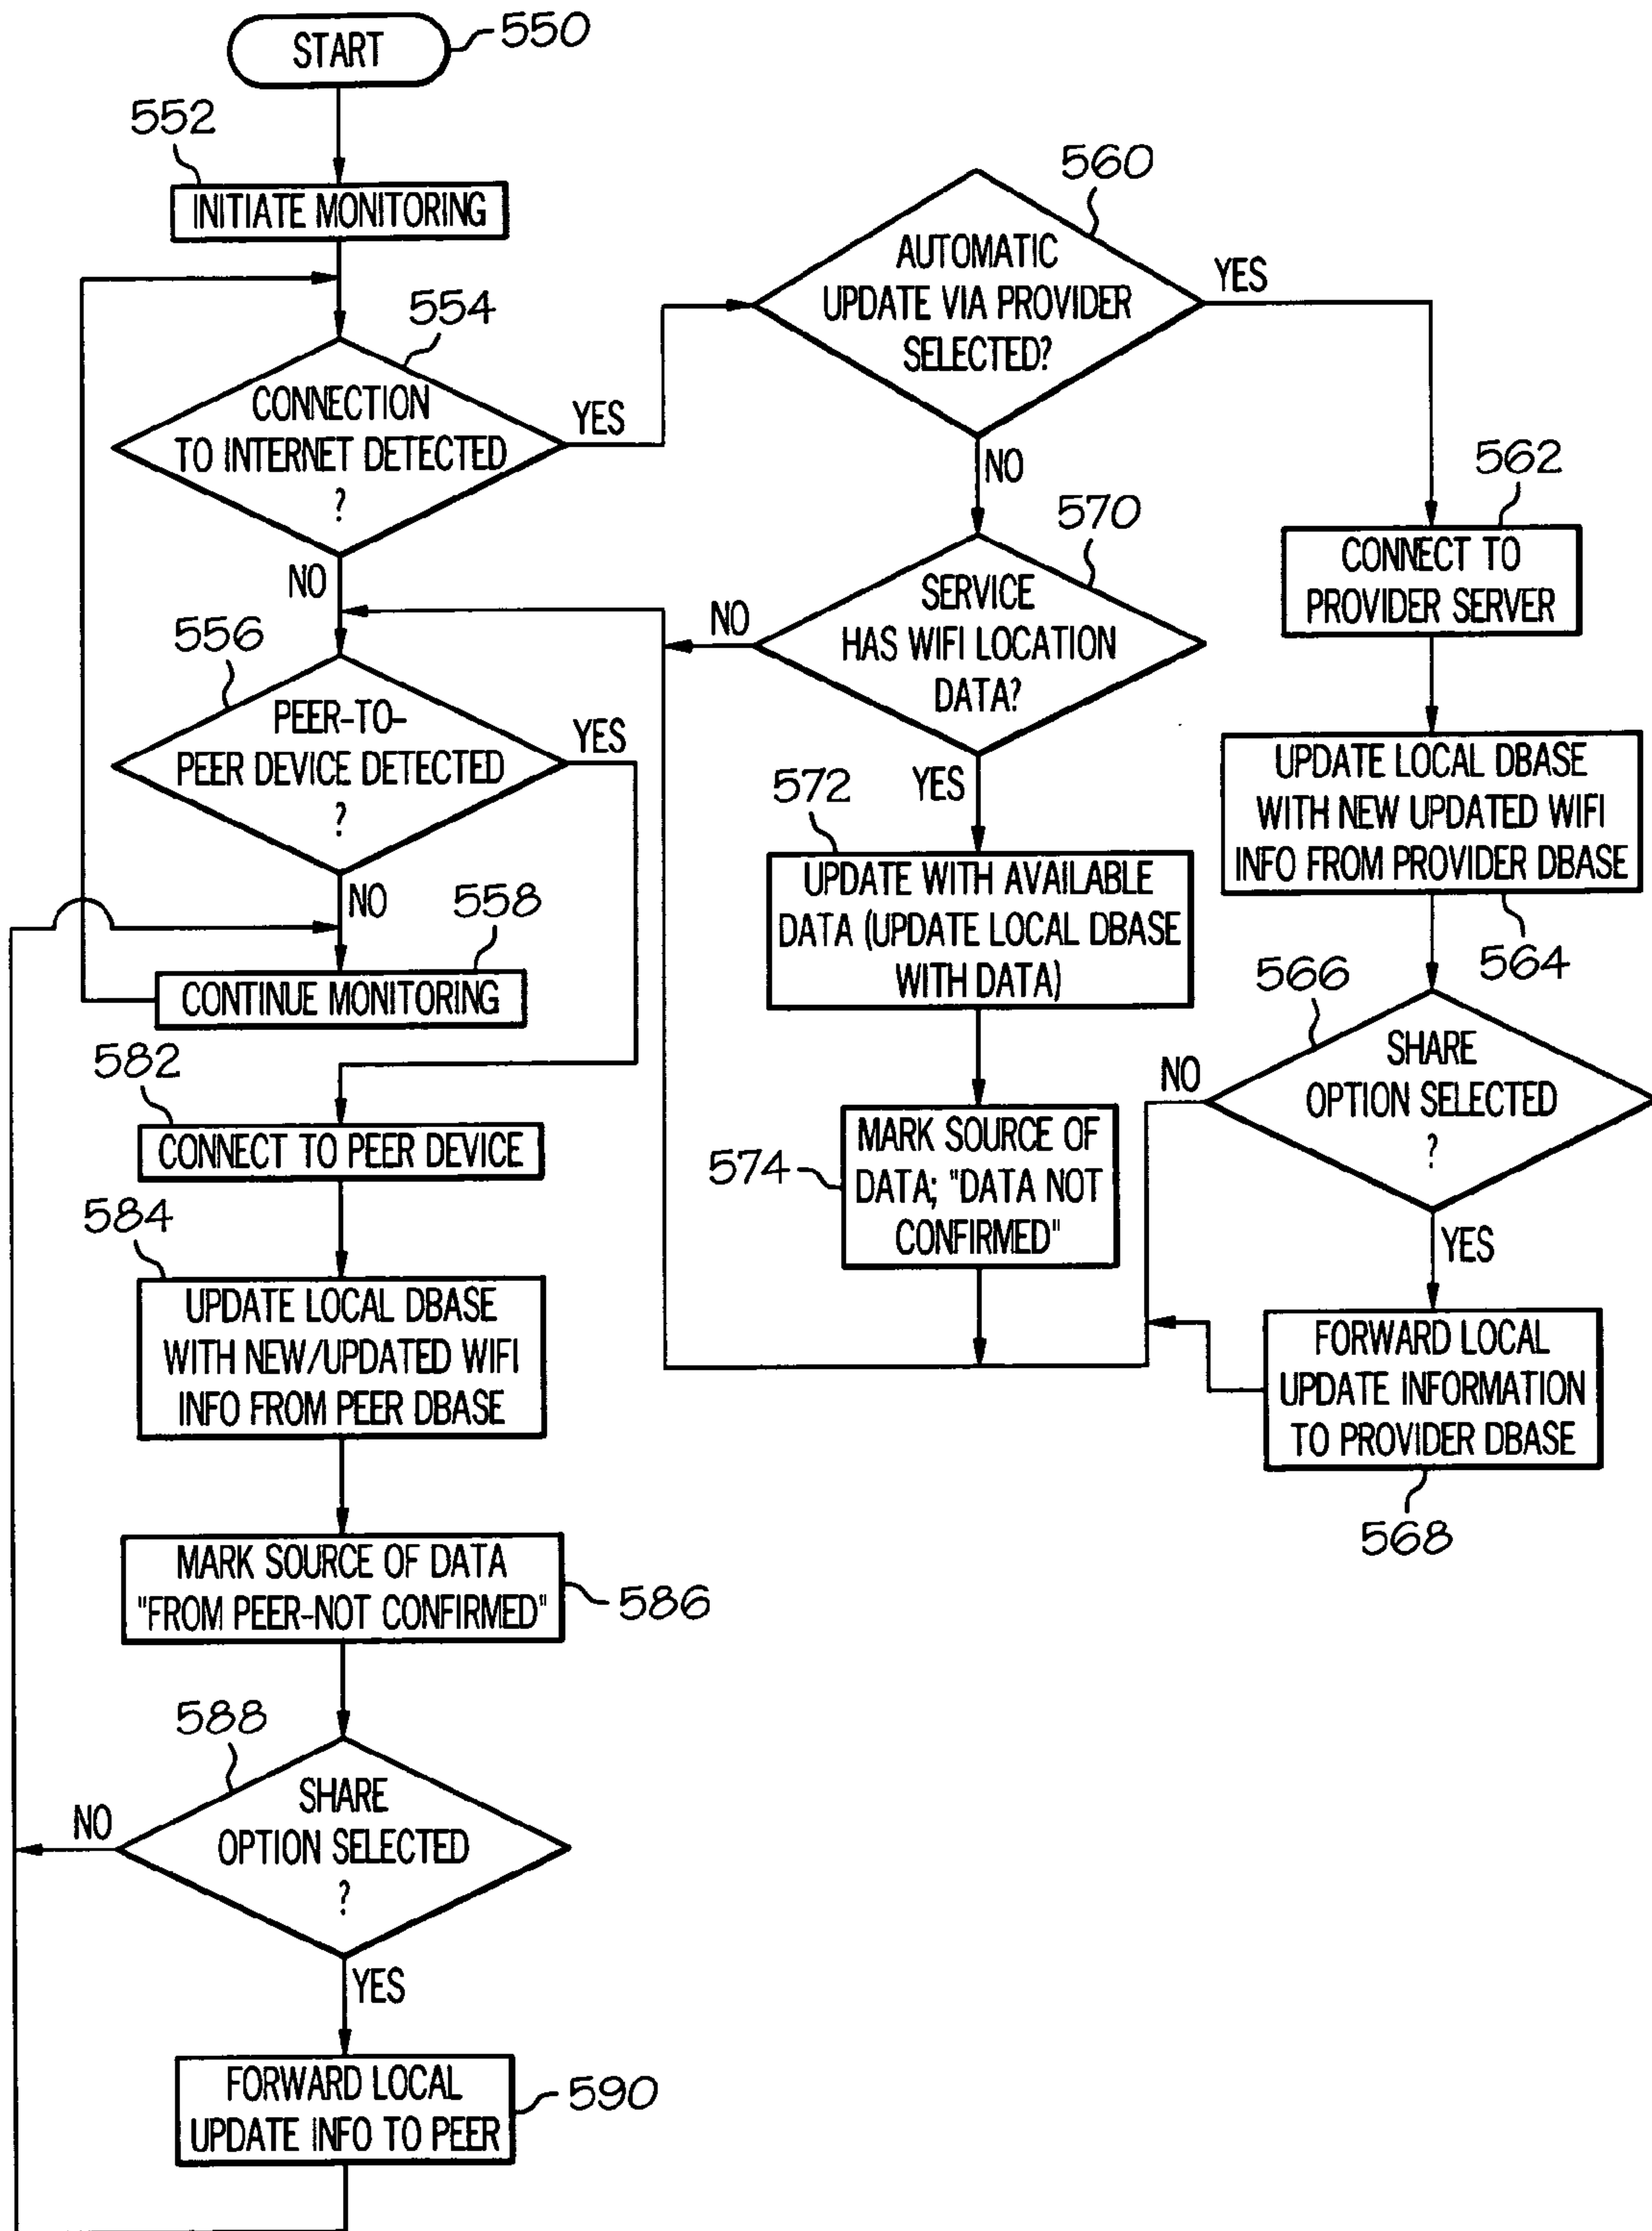 START
550
552
INITIATE MONITORING
554
CONNECTION
TO INTERNET DETECTED
?
YES
NO
556
PEER-TO-
PEER DEVICE DETECTED
?
YES
NO
558
CONTINUE MONITORING
560
AUTOMATIC
UPDATE VIA PROVIDER
SELECTED?
YES
NO
562
CONNECT TO
PROVIDER SERVER
UPDATE LOCAL DBASE
WITH NEW UPDATED WIFI
INFO FROM PROVIDER DBASE
564
566
SHARE
OPTION SELECTED
?
NO
YES
FORWARD LOCAL
UPDATE INFORMATION
TO PROVIDER DBASE
568
570
SERVICE
HAS WIFI LOCATION
DATA?
NO
YES
572
UPDATE WITH AVAILABLE
DATA (UPDATE LOCAL DBASE
WITH DATA)
574
MARK SOURCE OF
DATA; "DATA NOT
CONFIRMED"
582
CONNECT TO PEER DEVICE
584
UPDATE LOCAL DBASE
WITH NEW/UPDATED WIFI
INFO FROM PEER DBASE
MARK SOURCE OF DATA
"FROM PEER-NOT CONFIRMED"
586
588
SHARE
OPTION SELECTED
?
NO
YES
FORWARD LOCAL
UPDATE INFO TO PEER
590